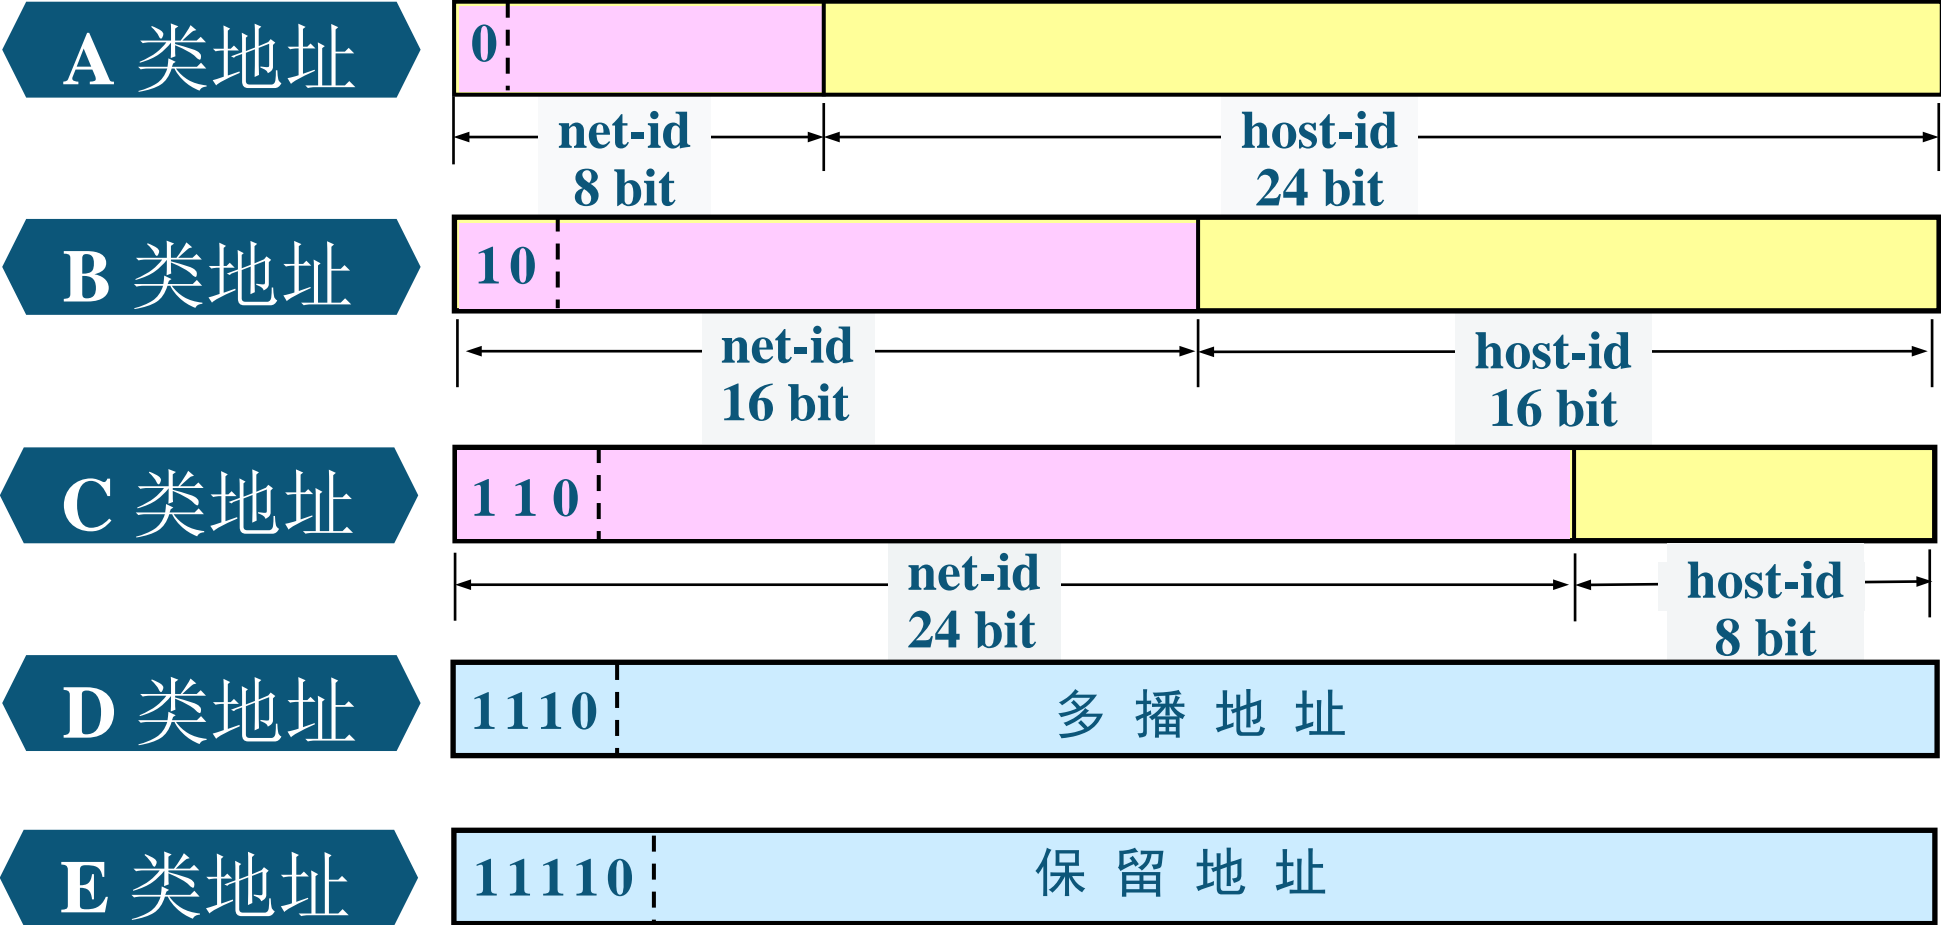 A 类地址
0
net-id
8 bit
host-id
24 bit
B 类地址
10
net-id
16 bit
host-id
16 bit
C 类地址
1 1 0
net-id
24 bit
host-id
8 bit
D 类地址
1110
多 播 地 址
E 类地址
11110
保 留 地 址